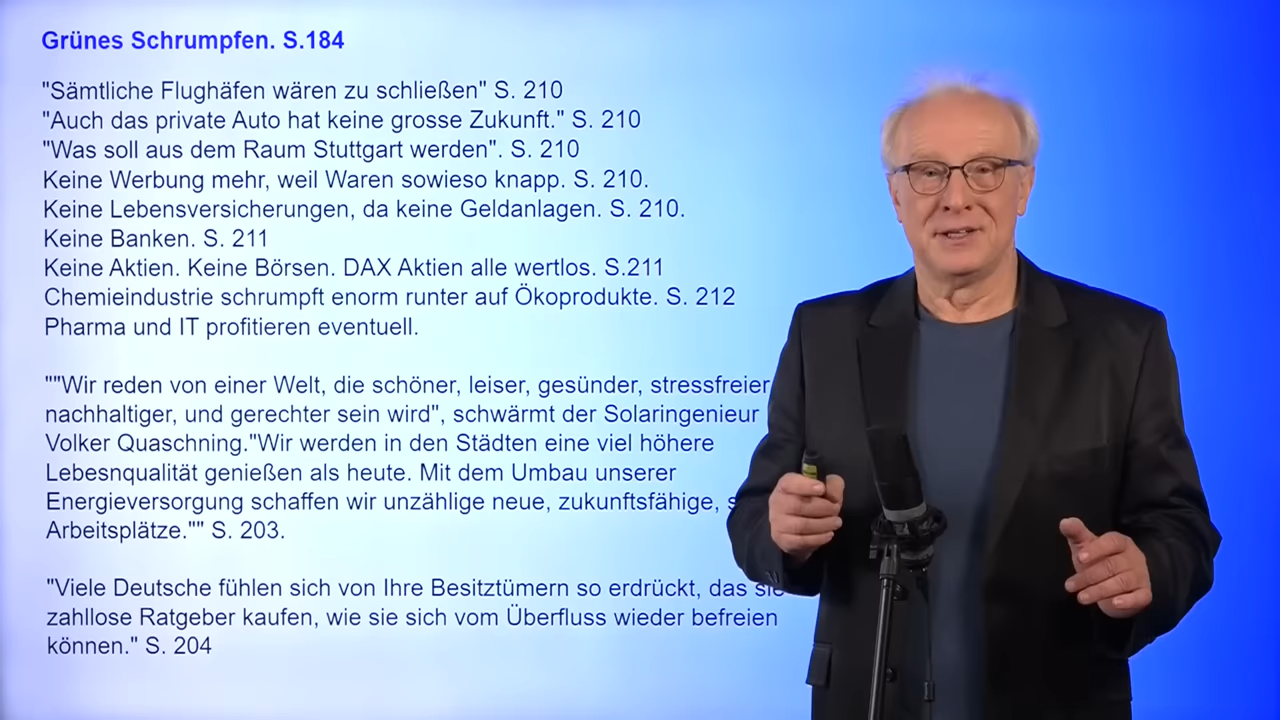 Grünes Schrumpfen. S.184
"Sämtliche Flughäfen wären zu schließen" S. 210
"Auch das private Auto hat keine grosse Zukunft." S. 210
"Was soll aus dem Raum Stuttgart werden". S. 210
Keine Werbung mehr, weil Waren sowieso knapp. S. 210.
Keine Lebensversicherungen, da keine Geldanlagen. S. 210.
Keine Banken. S. 211
Keine Aktien. Keine Börsen. DAX Aktien alle wertlos. S.211
Chemieindustrie schrumpft enorm runter auf Ökoprodukte. S. 212
Pharma und IT profitieren eventuell.
""Wir reden von einer Welt, die schöner, leiser, gesünder, stressfreier
nachhaltiger, und gerechter sein wird", schwärmt der Solaringenieur
Volker Quaschning."Wir werden in den Städten eine viel höhere
Lebesnqualität genießen als heute. Mit dem Umbau unserer
Energieversorgung schaffen wir unzählige neue, zukunftsfähige,
Arbeitsplätze."" S. 203.
"Viele Deutsche fühlen sich von Ihre Besitztümern so erdrückt, das sie
zahllose Ratgeber kaufen, wie sie sich vom Überfluss wieder befreien
können." S. 204